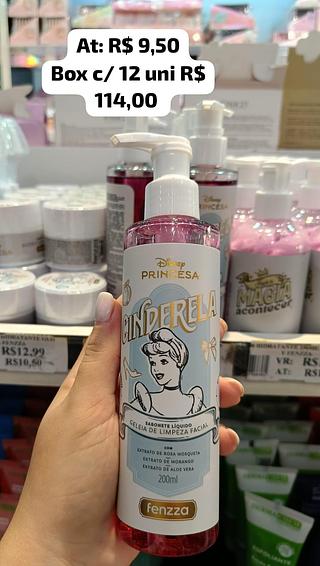 At: R$ 9,50
Box c/ 12 uni R$
114,00
Disney
PRINCESA
CINDERELA
SABONETE LÍQUIDO
GELEIA DE LIMPEZA FACIAL
COM
EXTRATO DE ROSA MOSQUETA
EXTRATO DE MORANGO
EXTRATO DE ALOE VERA
200ml
fenzza
MAGIA
acontecer
R$12,99
R$10,50
VR:
AT: